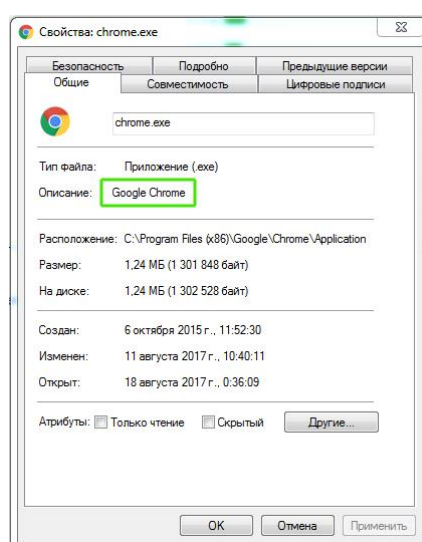 Свойства: chrome.exe
Безопасность Подробно Предыдущие версии
Общие Совместимость Цифровые подписи
chrome.exe
Тип файла: Приложение (.exe)
Описание: Google Chrome
Расположение: C:\Program Files (x86)\Google\Chrome\Application
Размер: 1,24 МБ (1 301 848 байт)
На диске: 1,24 МБ (1 302 528 байт)
Создан: 6 октября 2015 г., 11:52:30
Изменен: 11 августа 2017 г., 10:40:11
Открыт: 18 августа 2017 г., 0:36:09
Атрибуты: Только чтение Скрытый Другие...
OK Отмена Применить